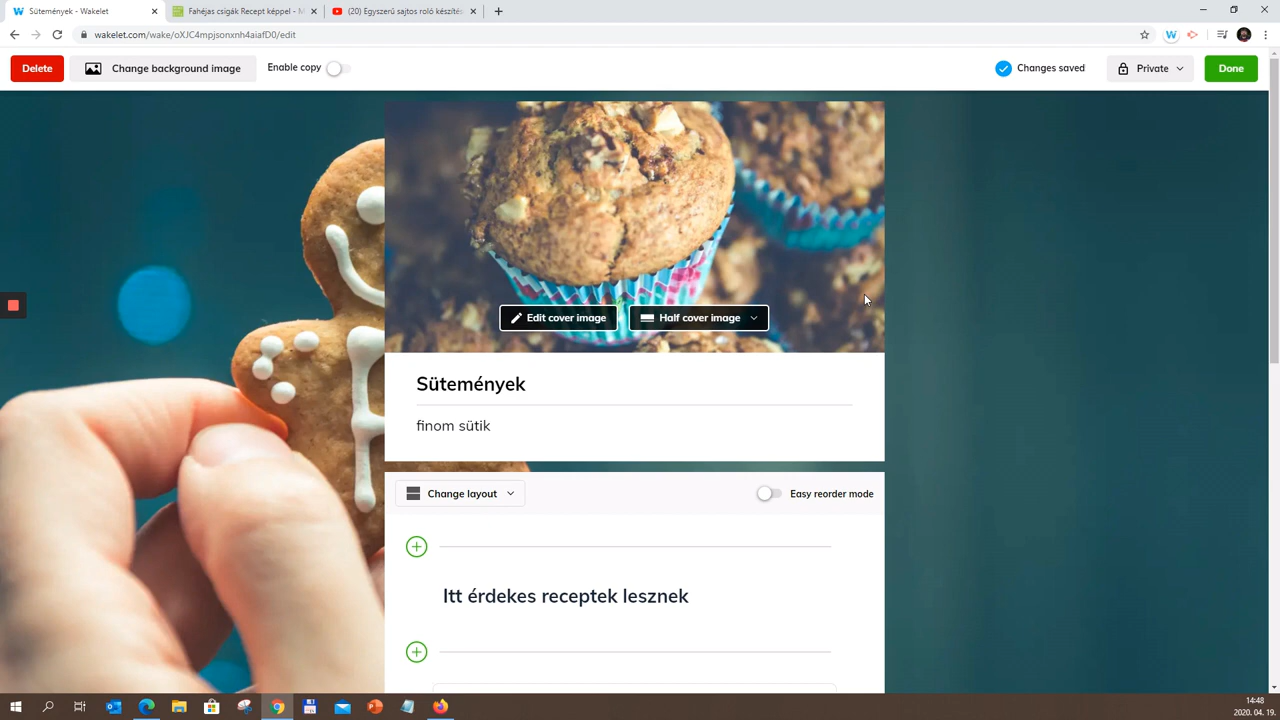 Sütemények - Wakelet
Fahéjas csigák Recept képpel - M
(20) Egyszerű sajtos roló készítés
wakelet.com/wake/oXJC4mpjsonxnh4aiafD0/edit
Delete
Change background image
Enable copy
Changes saved
Private
Done
Edit cover image
Half cover image
Sütemények
finom sütik
Change layout
Easy reorder mode
Itt érdekes receptek lesznek
14:48
2020. 04. 19.